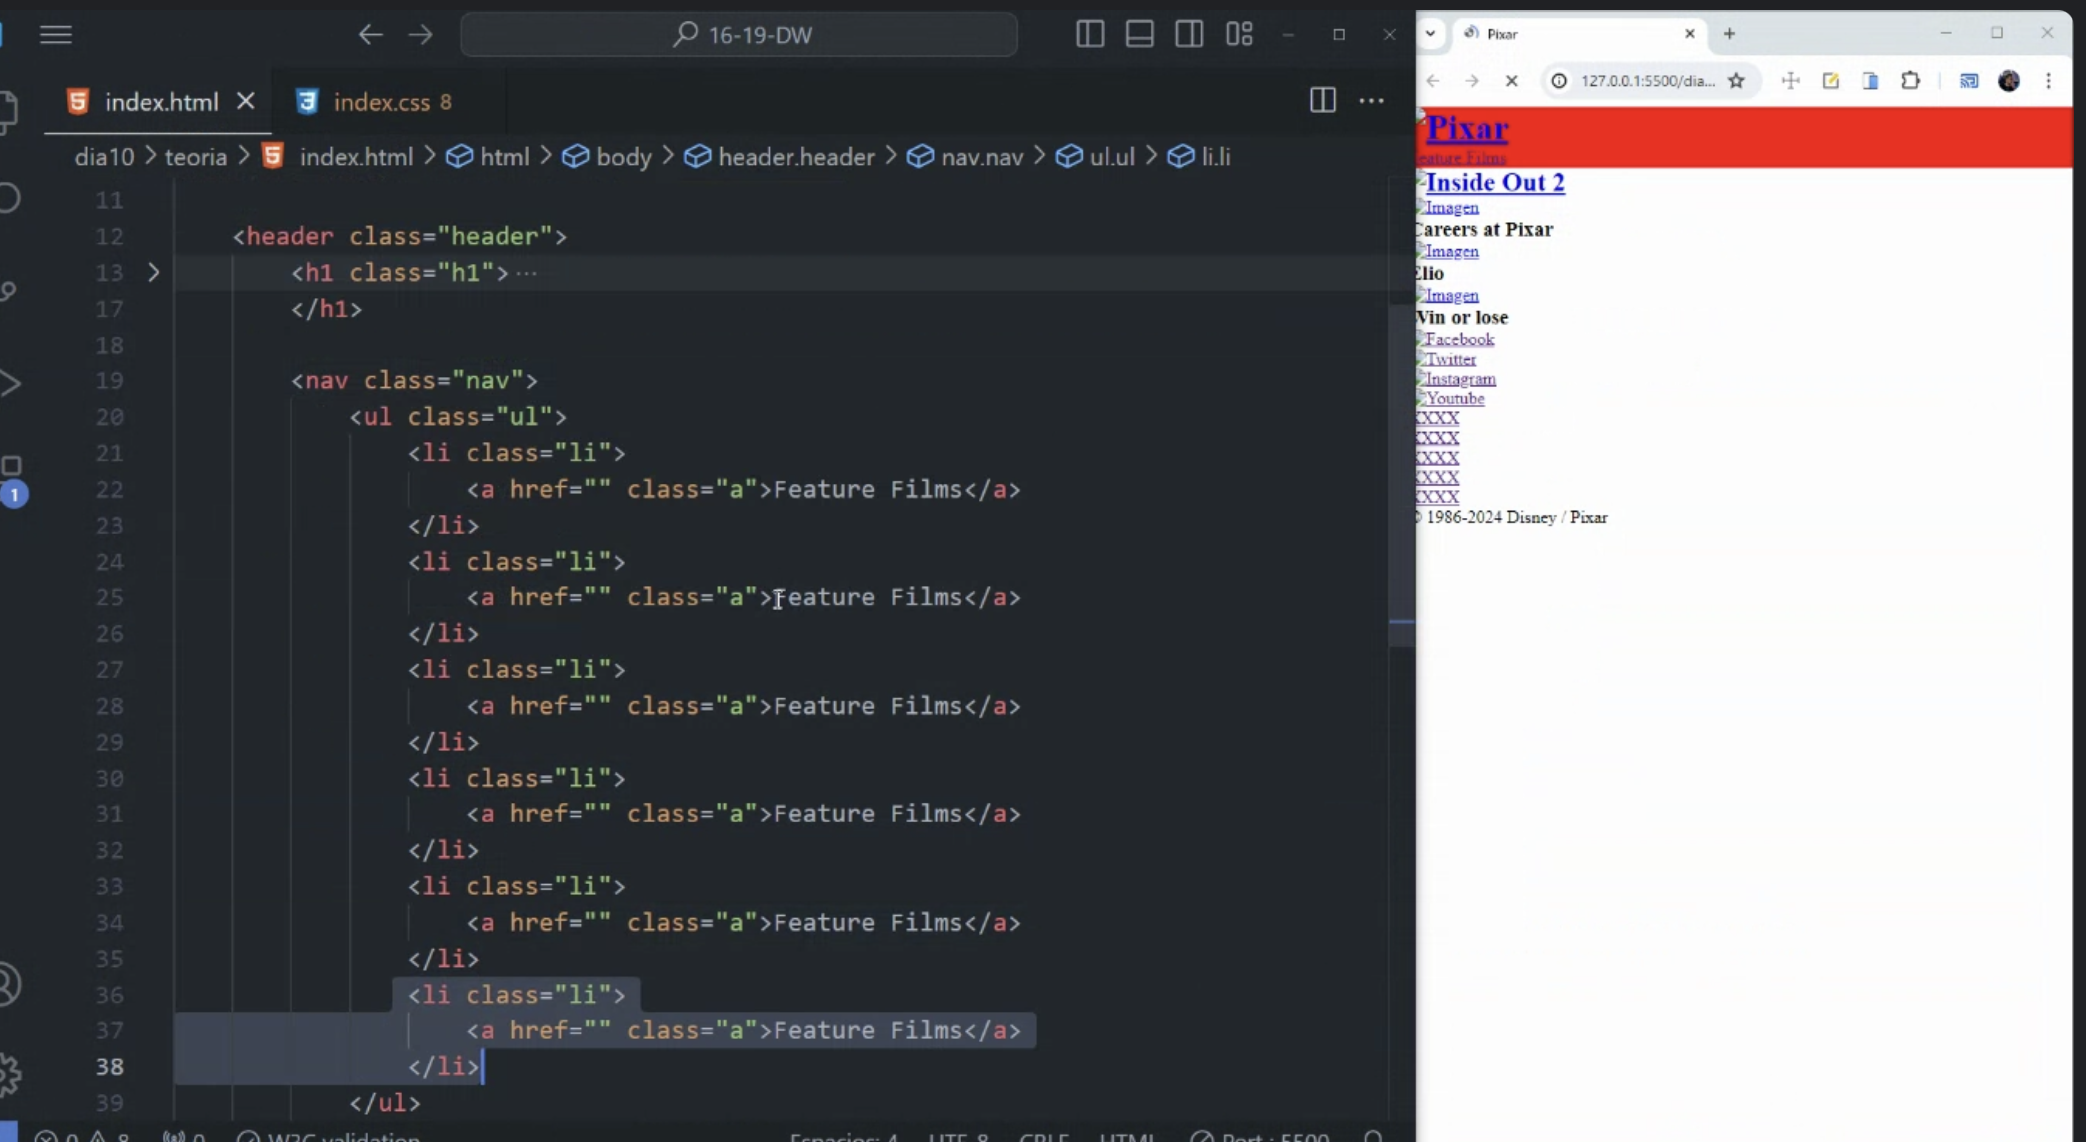 16-19-DW
index.html
index.css 8
dia10 > teoria > index.html > html > body > header.header > nav.nav > ul.ul > li.li
11
12 <header class="header">
13 <h1 class="h1">···
17 </h1>
18
19 <nav class="nav">
20 <ul class="ul">
21 <li class="li">
22 <a href="" class="a">Feature Films</a>
23 </li>
24 <li class="li">
25 <a href="" class="a">Feature Films</a>
26 </li>
27 <li class="li">
28 <a href="" class="a">Feature Films</a>
29 </li>
30 <li class="li">
31 <a href="" class="a">Feature Films</a>
32 </li>
33 <li class="li">
34 <a href="" class="a">Feature Films</a>
35 </li>
36 <li class="li">
37 <a href="" class="a">Feature Films</a>
38 </li>
39 </ul>
1
0 8 0 W3C validation Espacios: 4 UTF-8 CRLF HTML Port : 5500
Pixar
127.0.0.1:5500/dia...
Pixar
eature Films
Inside Out 2
Imagen
Careers at Pixar
Imagen
Elio
Imagen
Win or lose
Facebook
Twitter
Instagram
Youtube
XXXX
XXXX
XXXX
XXXX
XXXX
© 1986-2024 Disney / Pixar